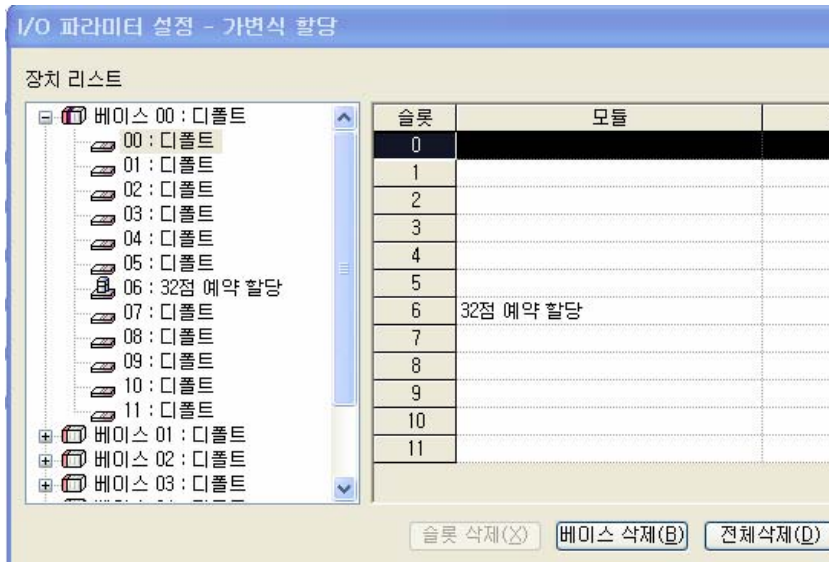 I/O 파라미터 설정 - 가변식 할당
장치 리스트
베이스 00 : 디폴트
00 : 디폴트
01 : 디폴트
02 : 디폴트
03 : 디폴트
04 : 디폴트
05 : 디폴트
06 : 32점 예약 할당
07 : 디폴트
08 : 디폴트
09 : 디폴트
10 : 디폴트
11 : 디폴트
베이스 01 : 디폴트
베이스 02 : 디폴트
베이스 03 : 디폴트
슬롯 모듈
0
1
2
3
4
5
6 32점 예약 할당
7
8
9
10
11
슬롯 삭제(X) 베이스 삭제(B) 전체삭제(D)